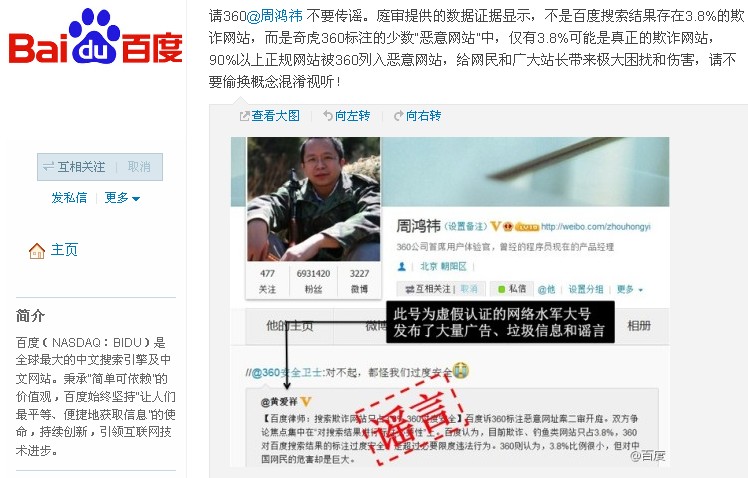 Bai du 百度
请360@周鸿祎 不要传谣。庭审提供的数据证据显示，不是百度搜索结果存在3.8%的欺
诈网站，而是奇虎360标注的少数"恶意网站"中，仅有3.8%可能是真正的欺诈网站，
90%以上正规网站被360列入恶意网站，给网民和广大站长带来极大困扰和伤害，请不
要偷换概念混淆视听！
查看大图 向左转 向右转
互相关注 | 取消
发私信 | 更多
主页
简介
百度（NASDAQ：BIDU）是
全球最大的中文搜索引擎及中
文网站。秉承"简单可依赖"的
价值观，百度始终坚持"让人们
最平等、便捷地获取信息"的使
命，持续创新，引领互联网技
术进步。
周鸿祎 (设置备注) V http://weibo.com/zhouhongyi
360公司首席用户体验官，曾经的程序员现在的产品经理
北京 朝阳区
477 6931420 3227
关注 粉丝 微博
互相关注 | 取消 私信 | @他 | 设置分组 | 更多
此号为虚假认证的网络水军大号
发布了大量广告、垃圾信息和谣言
他的主页 微博 相册
//@360安全卫士:对不起，都怪我们过度安全
@黄爱祥 V
【百度律师：搜索欺诈网站只占3.8% 360过度安全】百度诉360标注恶意网址案二审开庭。双方争
论焦点集中在"对搜索结果进行 性"上。百度认为，目前欺诈、钓鱼类网站只占3.8%，360
对百度搜索结果的标注过度安全 是超过必要限度违法行为。360则认为，3.8%比例很小，但对中
国网民的危害却是巨大。
谣言
@百度